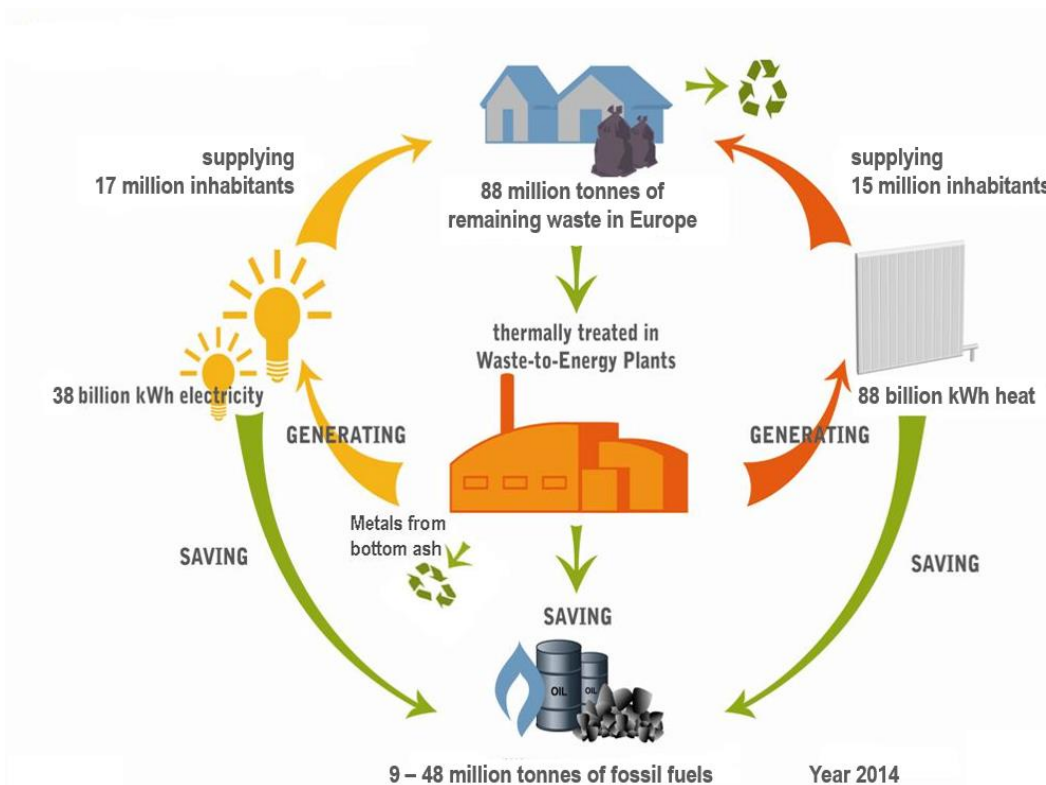 supplying
17 million inhabitants
supplying
15 million inhabitants
88 million tonnes of
remaining waste in Europe
thermally treated in
Waste-to-Energy Plants
38 billion kWh electricity
88 billion kWh heat
GENERATING
GENERATING
Metals from
bottom ash
SAVING
SAVING
SAVING
OIL
OIL
9 – 48 million tonnes of fossil fuels
Year 2014